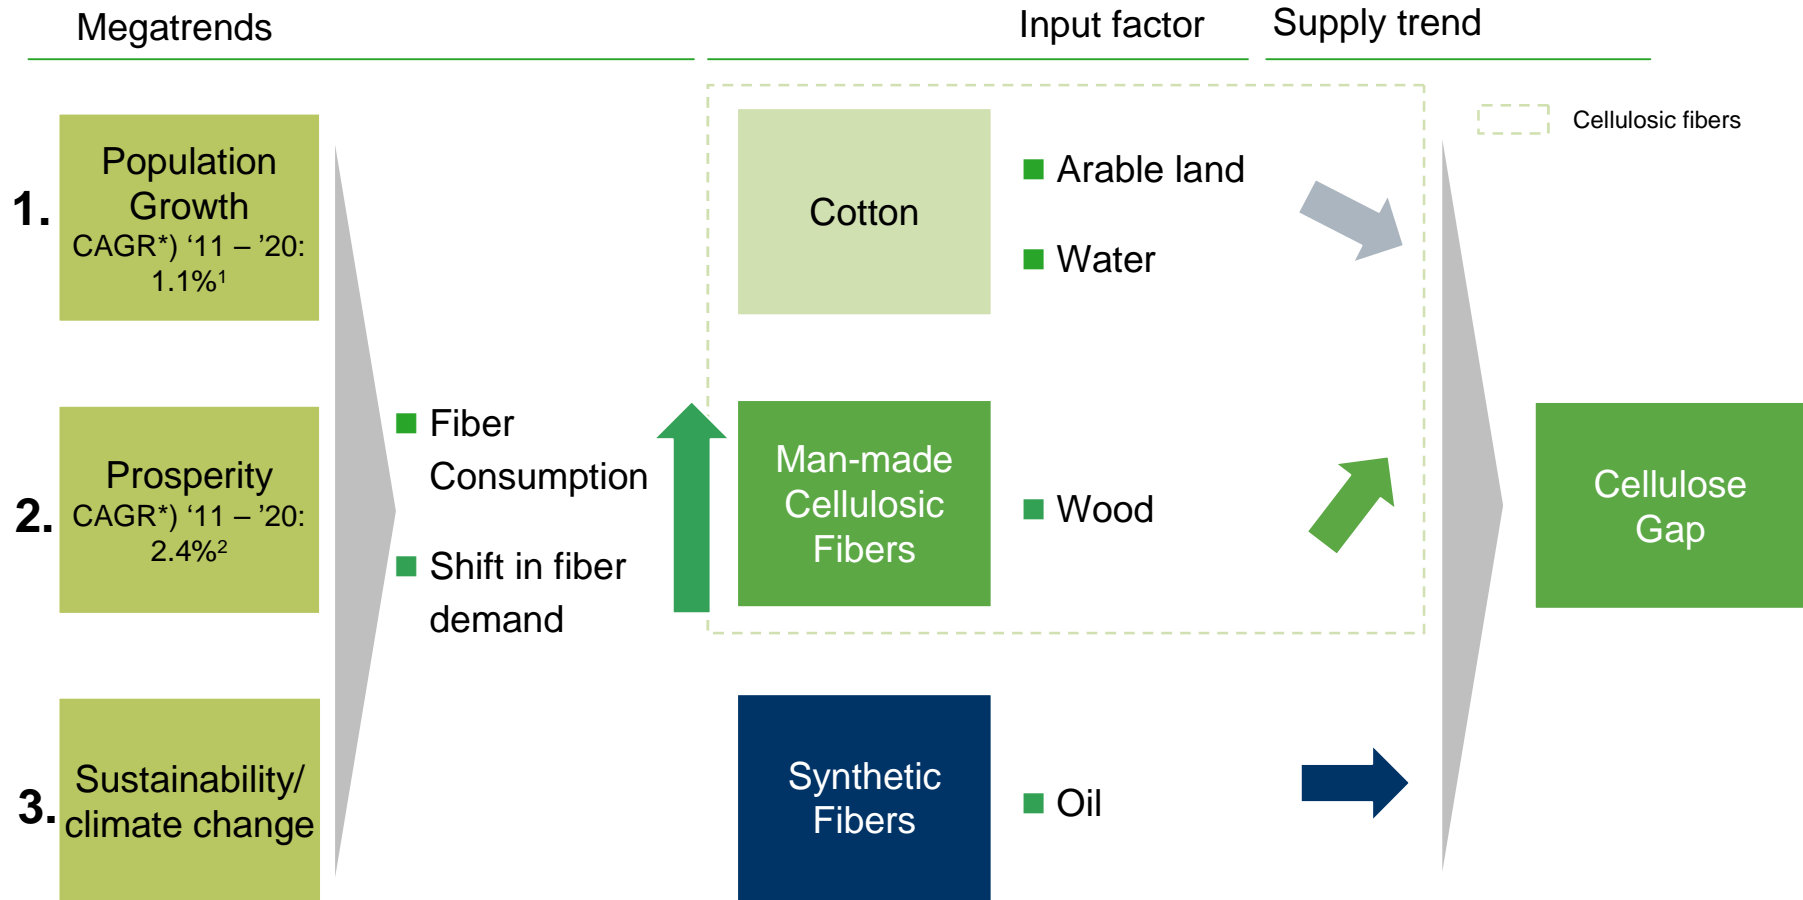 Megatrends
Input factor
Supply trend
Cellulosic fibers
1.
Population
Growth
CAGR*) ‘11 – ’20:
1.1%¹
2.
Prosperity
CAGR*) ‘11 – ’20:
2.4%²
3.
Sustainability/
climate change
■ Fiber
Consumption
■ Shift in fiber
demand
Cotton
■ Arable land
■ Water
Man-made
Cellulosic
Fibers
■ Wood
Synthetic
Fibers
■ Oil
Cellulose
Gap